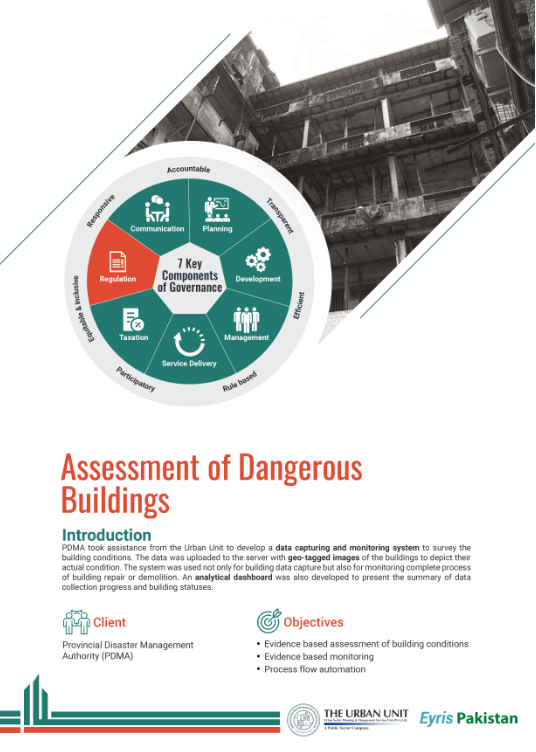 Accountable
Responsive
Transparent
Communication
Planning
7 Key
Components
of Governance
Regulation
Development
Equitable & Inclusive
Efficient
Taxation
Management
Service Delivery
Participatory
Rule based
Assessment of Dangerous
Buildings
Introduction
PDMA took assistance from the Urban Unit to develop a data capturing and monitoring system to survey the
building conditions. The data was uploaded to the server with geo-tagged images of the buildings to depict their
actual condition. The system was used not only for building data capture but also for monitoring complete process
of building repair or demolition. An analytical dashboard was also developed to present the summary of data
collection progress and building statuses.
Client
Provincial Disaster Management
Authority (PDMA)
Objectives
• Evidence based assessment of building conditions
• Evidence based monitoring
• Process flow automation
THE URBAN UNIT
Urban Sector Planning & Management Services Unit (Pvt.) Ltd.
A Public Sector Company
Eyris Pakistan